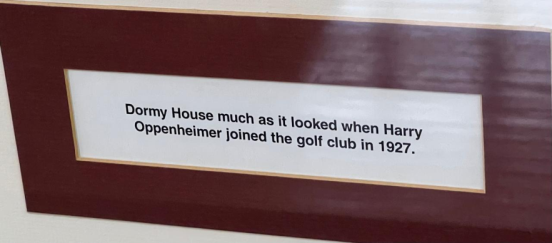 Dormy House much as it looked when Harry
Oppenheimer joined the golf club in 1927.